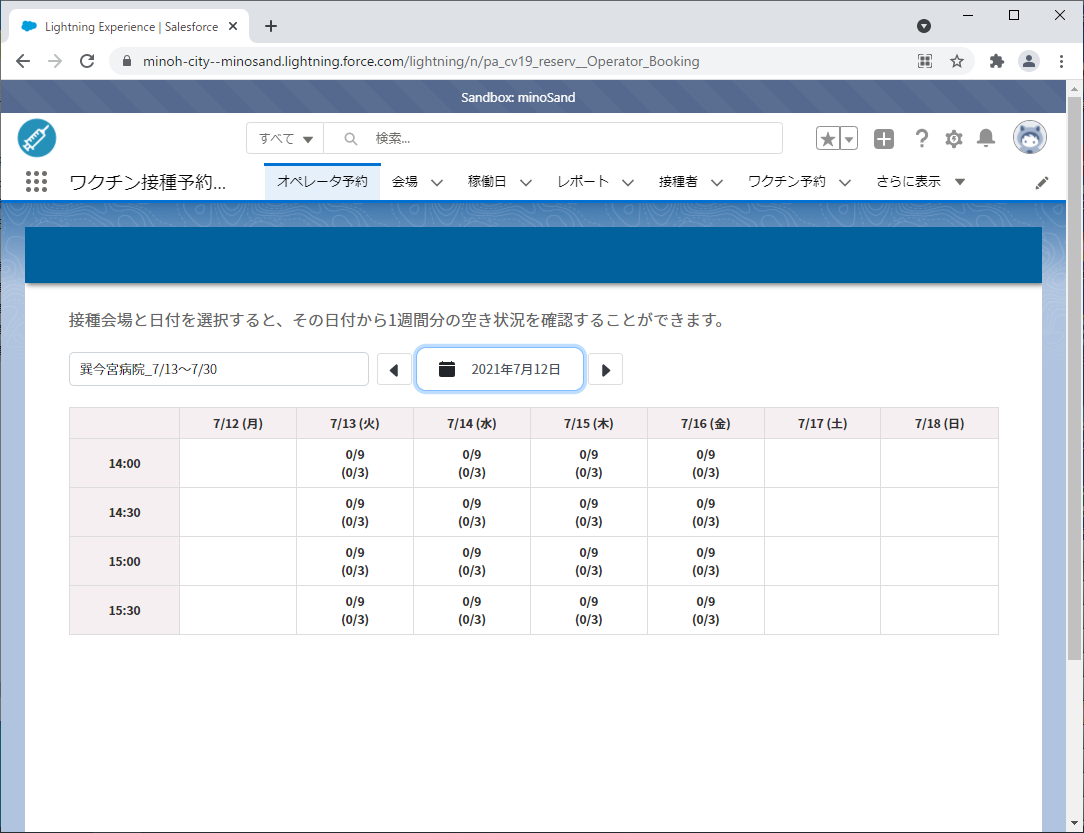 Lightning Experience | Salesforce
minoh-city--minosand.lightning.force.com/lightning/n/pa_cv19_reserv__Operator_Booking
Sandbox: minoSand
すべて 検索...
ワクチン接種予約... オペレータ予約 会場 稼働日 レポート 接種者 ワクチン予約 さらに表示
接種会場と日付を選択すると、その日付から1週間分の空き状況を確認することができます。
巽今宮病院_7/13～7/30 2021年7月12日
7/12 (月) 7/13 (火) 7/14 (水) 7/15 (木) 7/16 (金) 7/17 (土) 7/18 (日)
14:00 0/9 (0/3) 0/9 (0/3) 0/9 (0/3) 0/9 (0/3)
14:30 0/9 (0/3) 0/9 (0/3) 0/9 (0/3) 0/9 (0/3)
15:00 0/9 (0/3) 0/9 (0/3) 0/9 (0/3) 0/9 (0/3)
15:30 0/9 (0/3) 0/9 (0/3) 0/9 (0/3) 0/9 (0/3)